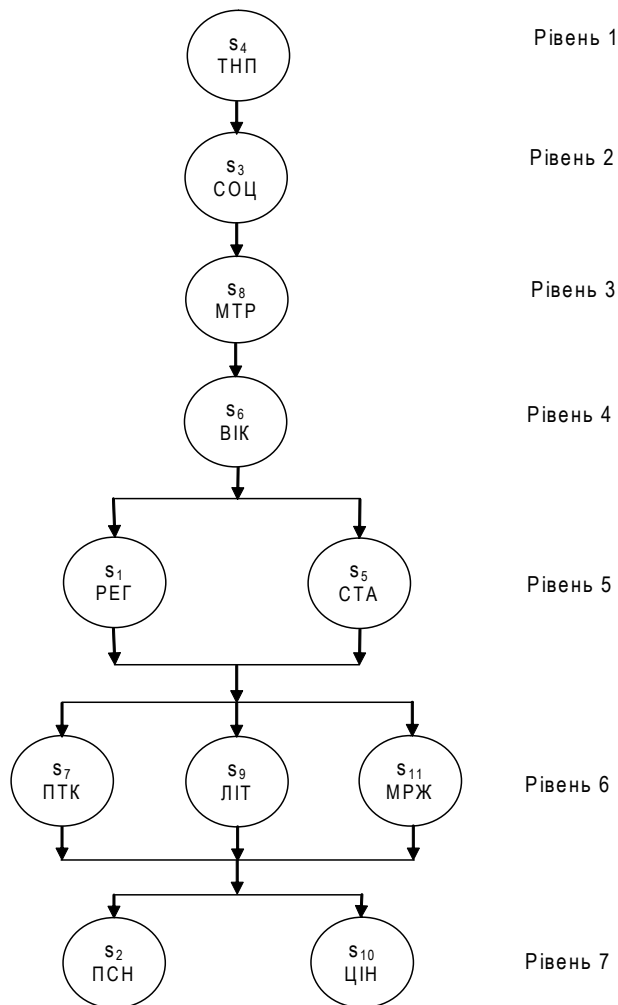 s4
ТНП
Рівень 1
s3
СОЦ
Рівень 2
s8
МТР
Рівень 3
s6
ВІК
Рівень 4
s1
РЕГ
s5
СТА
Рівень 5
s7
ПТК
s9
ЛІТ
s11
МРЖ
Рівень 6
s2
ПСН
s10
ЦІН
Рівень 7